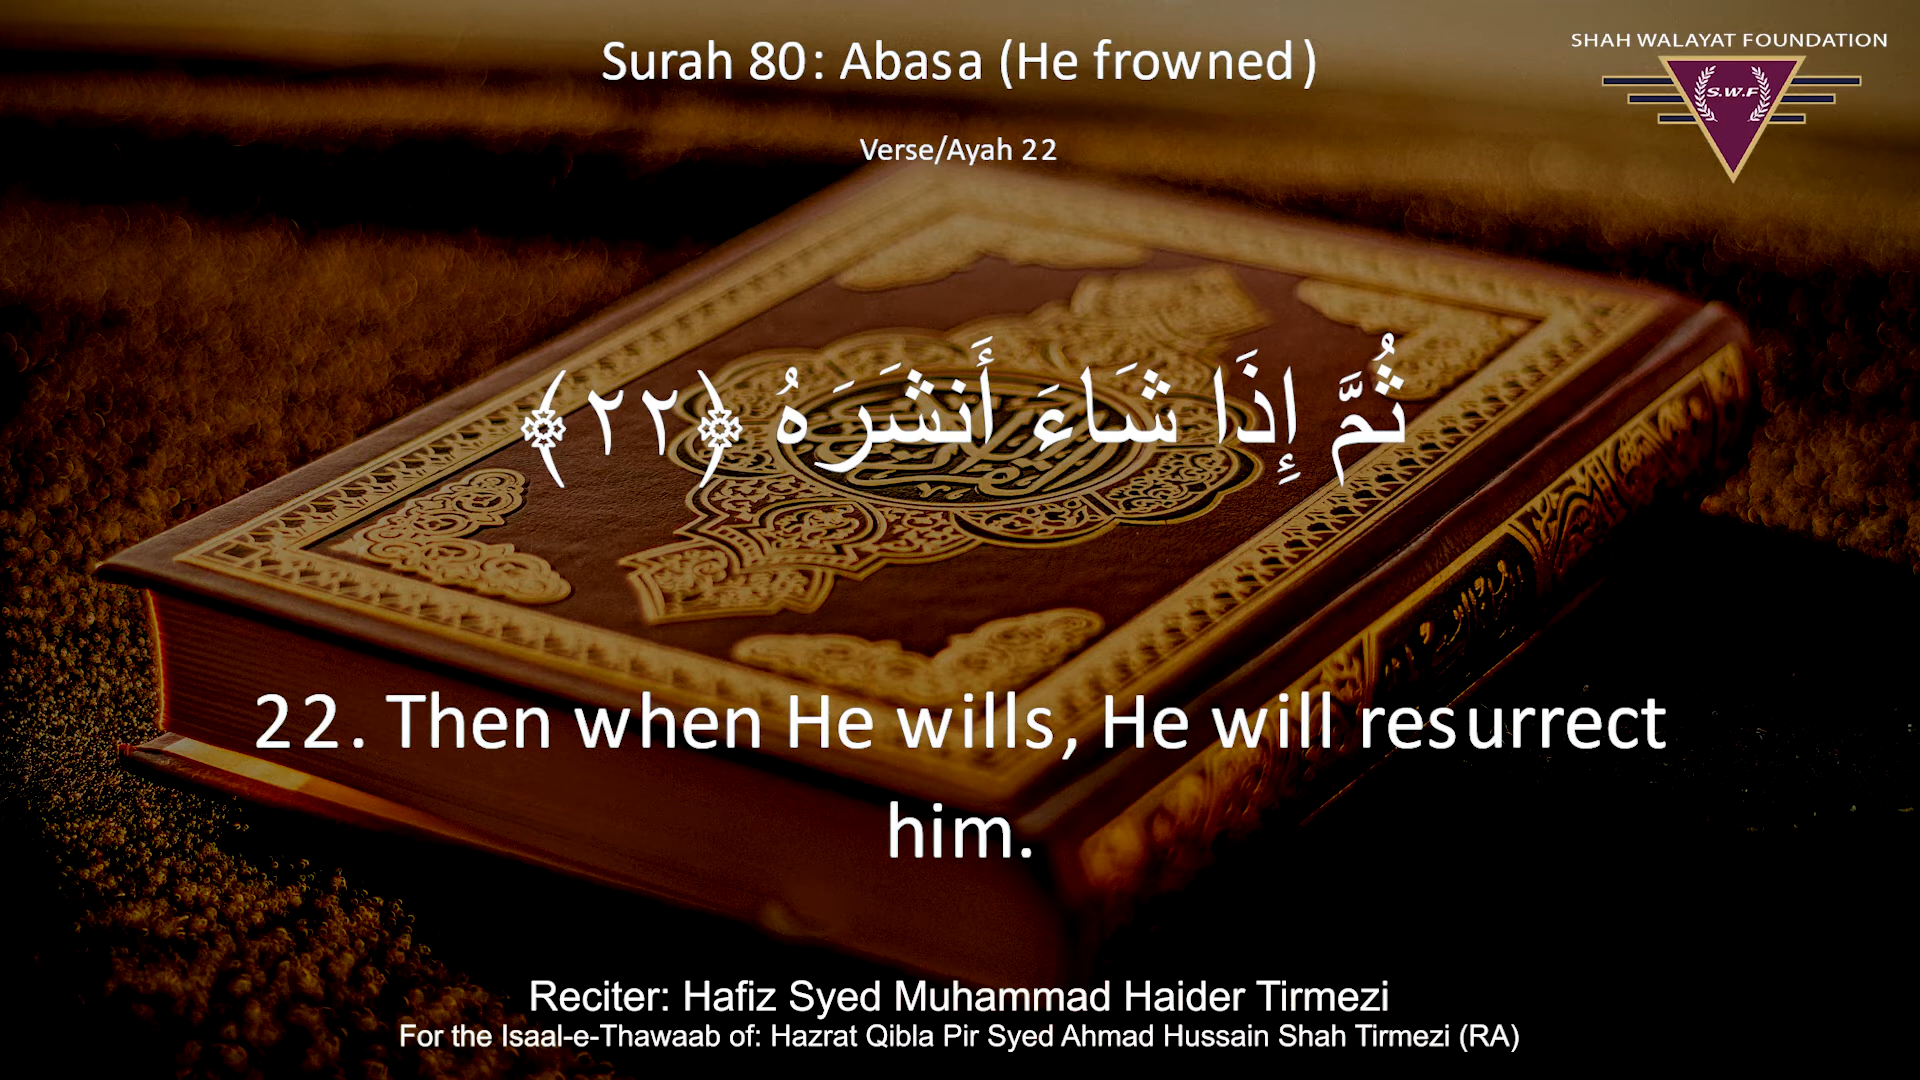 Surah 80: Abasa (He frowned)
SHAH WALAYAT FOUNDATION
S.W.F
Verse/Ayah 22
ثُمَّ إِذَا شَاءَ أَنشَرَهُ ﴿٢٢﴾
22. Then when He wills, He will resurrect
him.
Reciter: Hafiz Syed Muhammad Haider Tirmezi
For the Isaal-e-Thawaab of: Hazrat Qibla Pir Syed Ahmad Hussain Shah Tirmezi (RA)